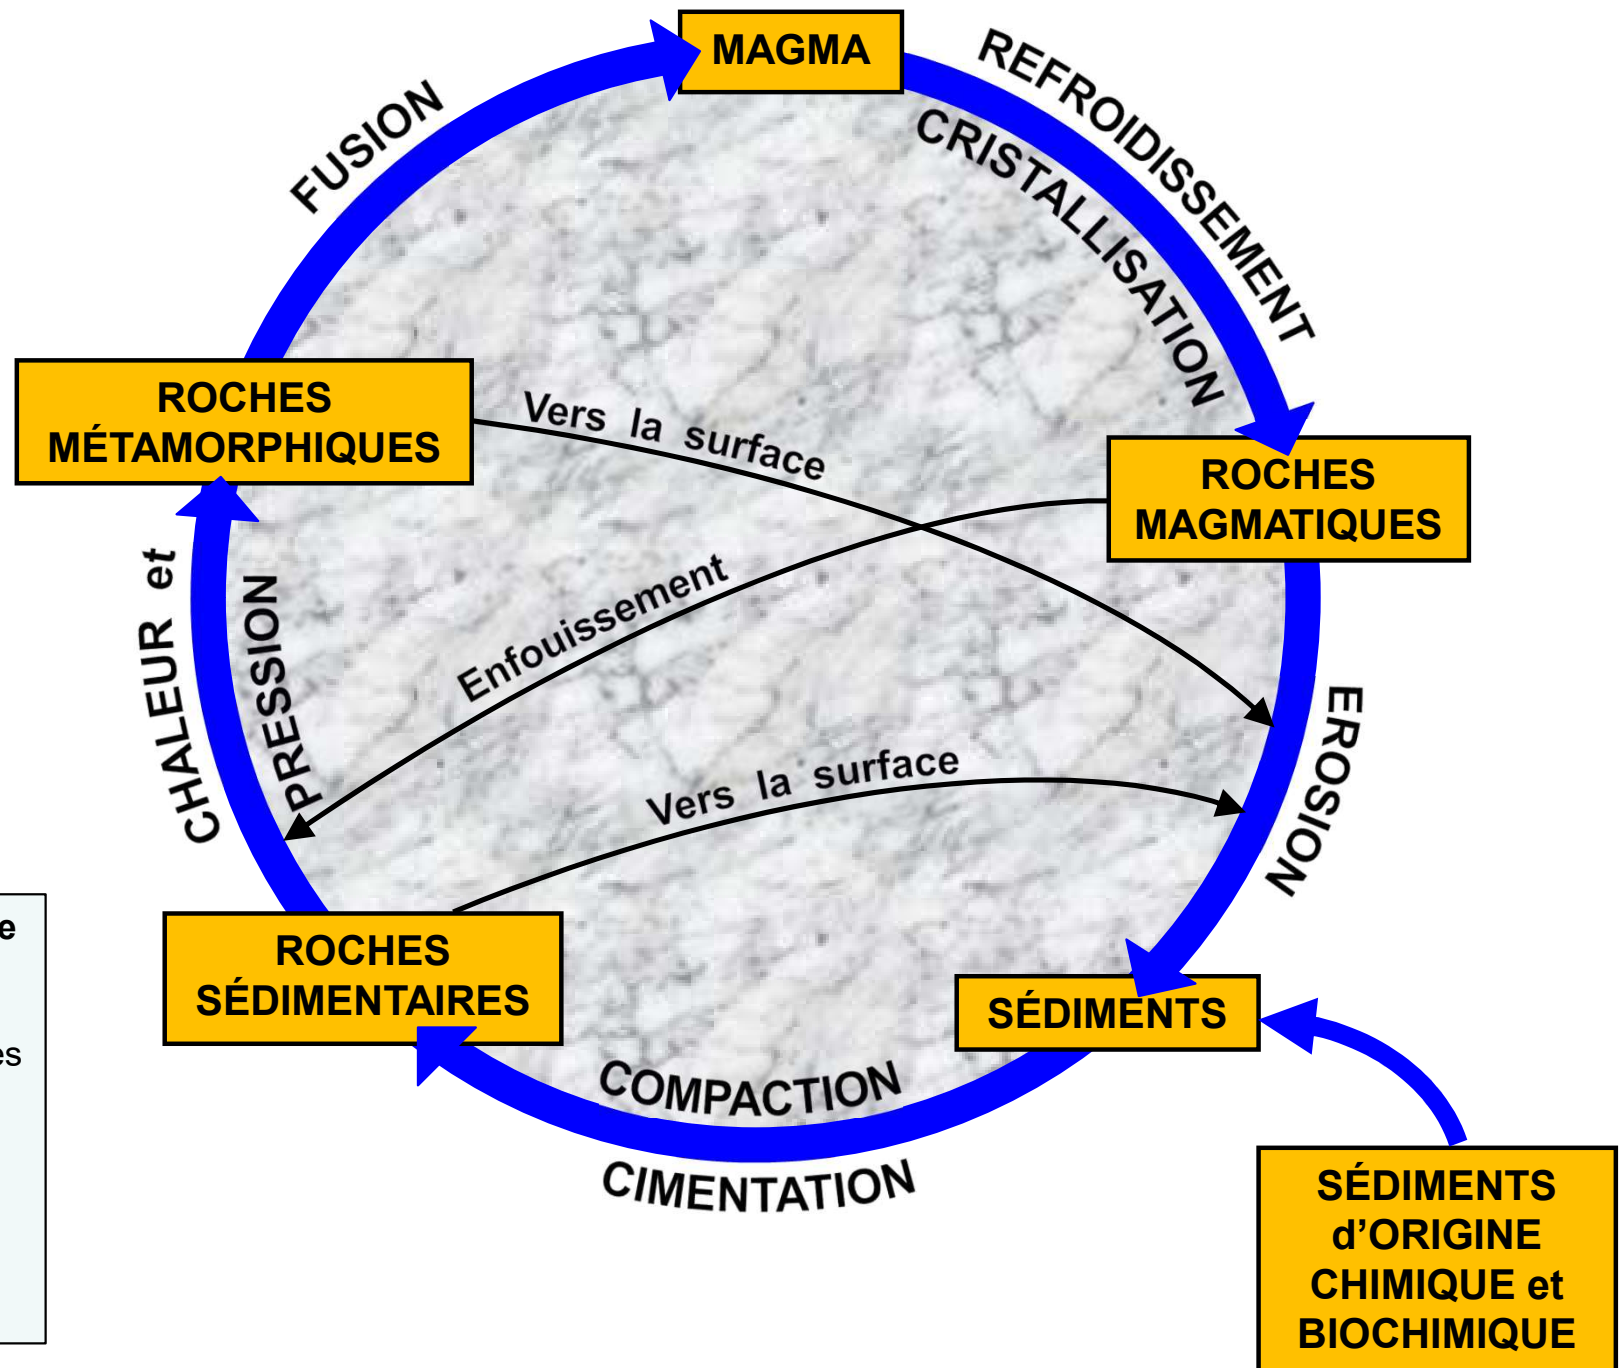 MAGMA
REFROIDISSEMENT
CRISTALLISATION
FUSION
ROCHES
MÉTAMORPHIQUES
Vers la surface
ROCHES
MAGMATIQUES
Enfouissement
CHALEUR et
PRESSION
Vers la surface
EROSION
ROCHES
SÉDIMENTAIRES
SÉDIMENTS
COMPACTION
CIMENTATION
SÉDIMENTS
d’ORIGINE
CHIMIQUE et
BIOCHIMIQUE